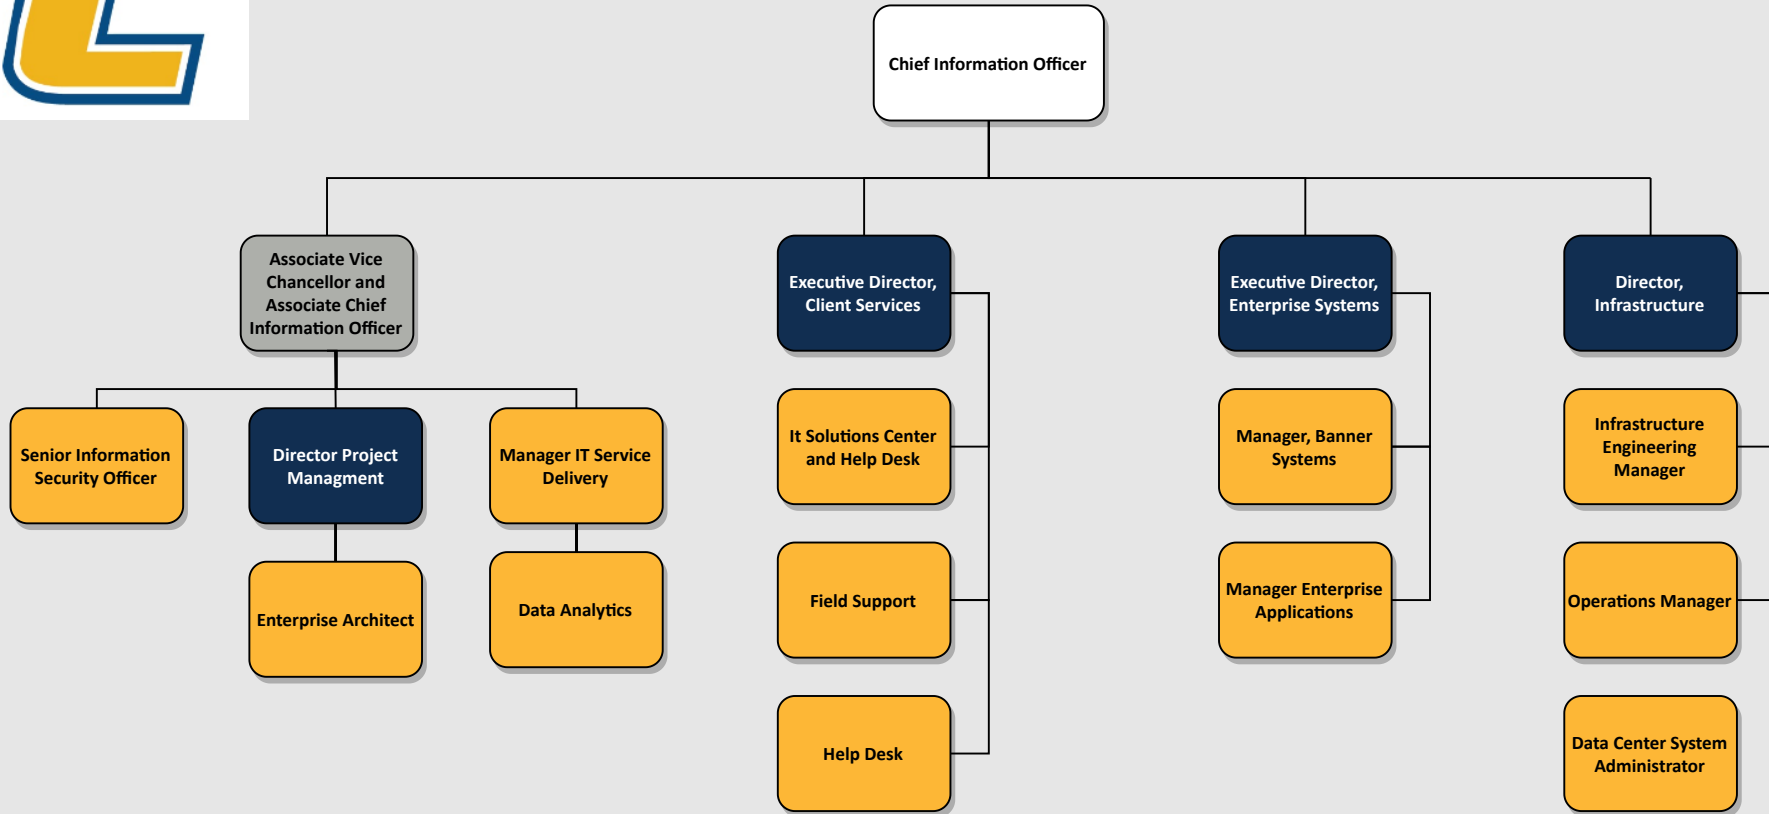 Chief Information Officer
Associate Vice
Chancellor and
Associate Chief
Information Officer
Executive Director,
Client Services
Executive Director,
Enterprise Systems
Director,
Infrastructure
Senior Information
Security Officer
Director Project
Managment
Manager IT Service
Delivery
It Solutions Center
and Help Desk
Manager, Banner
Systems
Infrastructure
Engineering
Manager
Enterprise Architect
Data Analytics
Field Support
Manager Enterprise
Applications
Operations Manager
Help Desk
Data Center System
Administrator